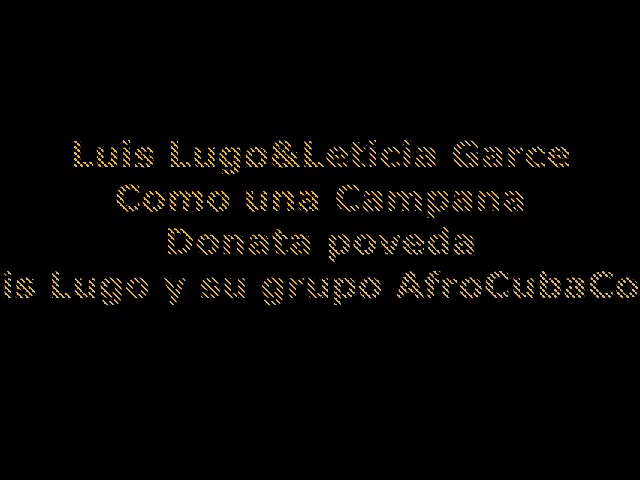 Luis Lugo&Leticia Garce
Como una Campana
Donata poveda
is Lugo y su grupo AfroCubaCo